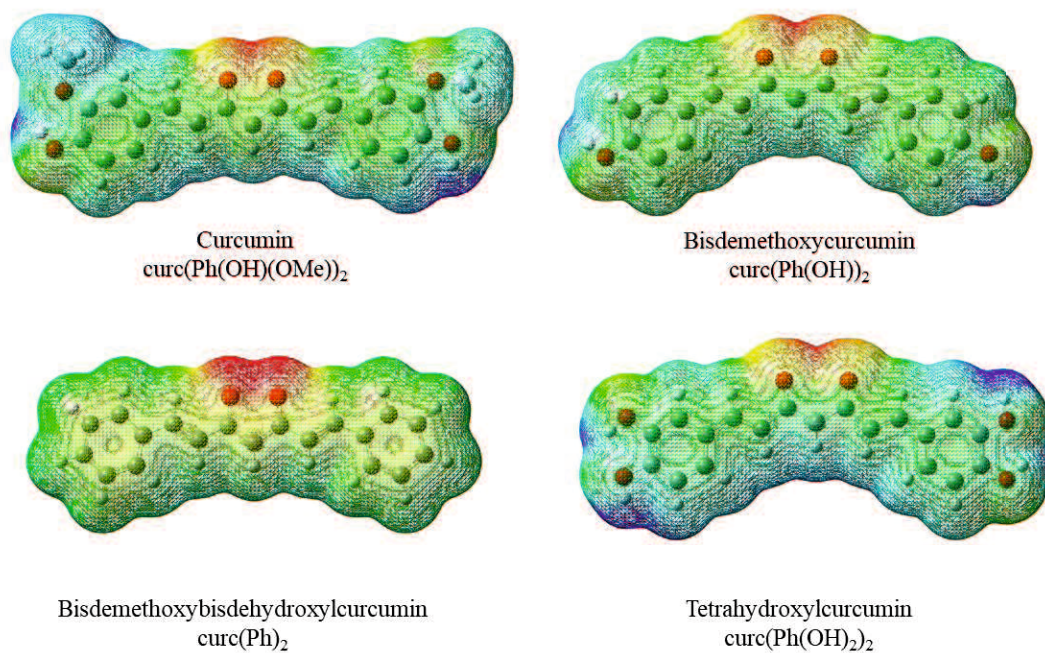 Curcumin
curc(Ph(OH)(OMe))₂
Bisdemethoxycurcumin
curc(Ph(OH))₂
Bisdemethoxybisdehydroxylcurcumin
curc(Ph)₂
Tetrahydroxylcurcumin
curc(Ph(OH)₂)₂